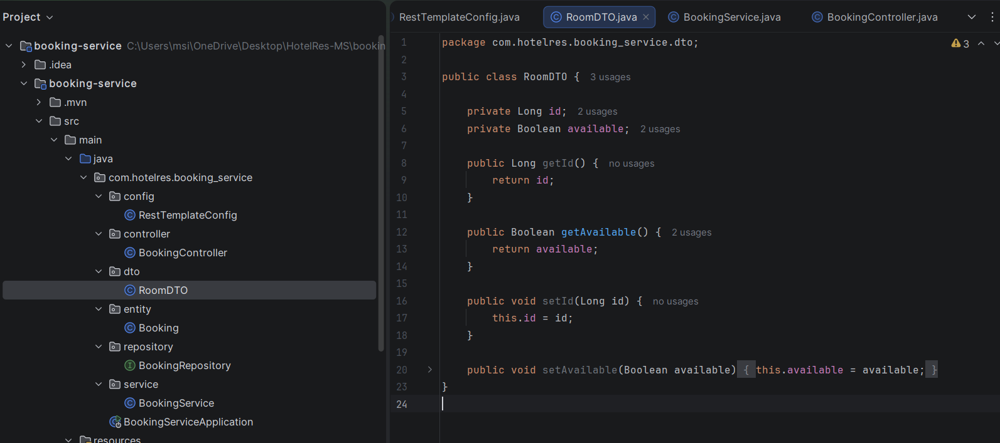 Project
booking-service C:\Users\msi\OneDrive\Desktop\HotelRes-MS\bookin
.idea
booking-service
.mvn
src
main
java
com.hotelres.booking_service
config
RestTemplateConfig
controller
BookingController
dto
RoomDTO
entity
Booking
repository
BookingRepository
service
BookingService
BookingServiceApplication
resources
RestTemplateConfig.java RoomDTO.java BookingService.java BookingController.java
3
1 package com.hotelres.booking_service.dto;
2
3 public class RoomDTO { 3 usages
4
5 private Long id; 2 usages
6 private Boolean available; 2 usages
7
8 public Long getId() { no usages
9 return id;
10 }
11
12 public Boolean getAvailable() { 2 usages
13 return available;
14 }
15
16 public void setId(Long id) { no usages
17 this.id = id;
18 }
19
20 public void setAvailable(Boolean available) { this.available = available; }
23 }
24